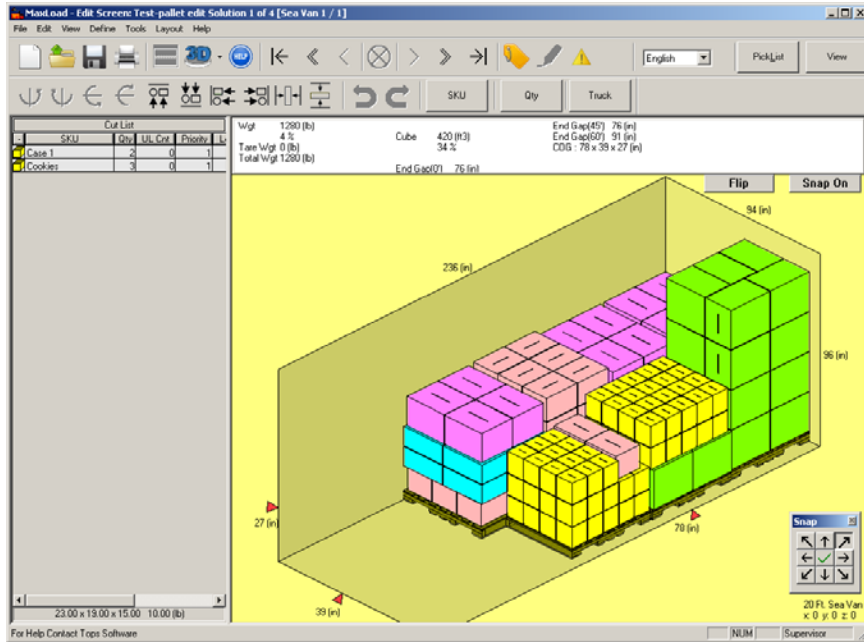 MaxLoad - Edit Screen: Test-pallet edit Solution 1 of 4 [Sea Van 1 / 1]
File Edit View Define Tools Layout Help
3D HELP English PickList View
SKU Qty Truck
Cut List
- SKU Qty UL Cnt Priority L
Case 1 2 0 1
Cookies 3 0 1
23.00 x 19.00 x 15.00 10.00 (lb)
Wgt 1280 (lb)
4 %
Tare Wgt 0 (lb)
Total Wgt 1280 (lb)
Cube 420 (ft3)
34 %
End Gap(0') 76 (in)
End Gap(45') 76 (in)
End Gap(60') 91 (in)
COG : 78 x 39 x 27 (in)
Flip Snap On
94 (in)
236 (in)
96 (in)
27 (in)
78 (in)
39 (in)
Snap
20 Ft. Sea Van
x: 0 y: 0 z: 0
For Help Contact Tops Software
NUM Supervisor